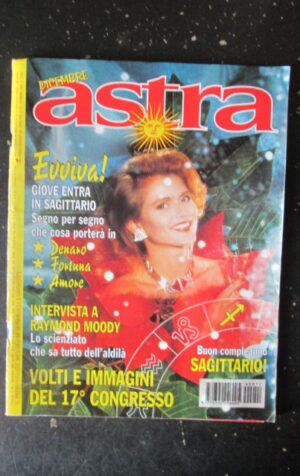 DICEMBRE
astra
Evviva!
GIOVE ENTRA
IN SAGITTARIO
Segno per segno
che cosa porterà in
Denaro
Fortuna
Amore
INTERVISTA A
RAYMOND MOODY
Lo scienziato
che sa tutto dell'aldilà
VOLTI E IMMAGINI
DEL 17° CONGRESSO
Buon compleanno
SAGITTARIO!